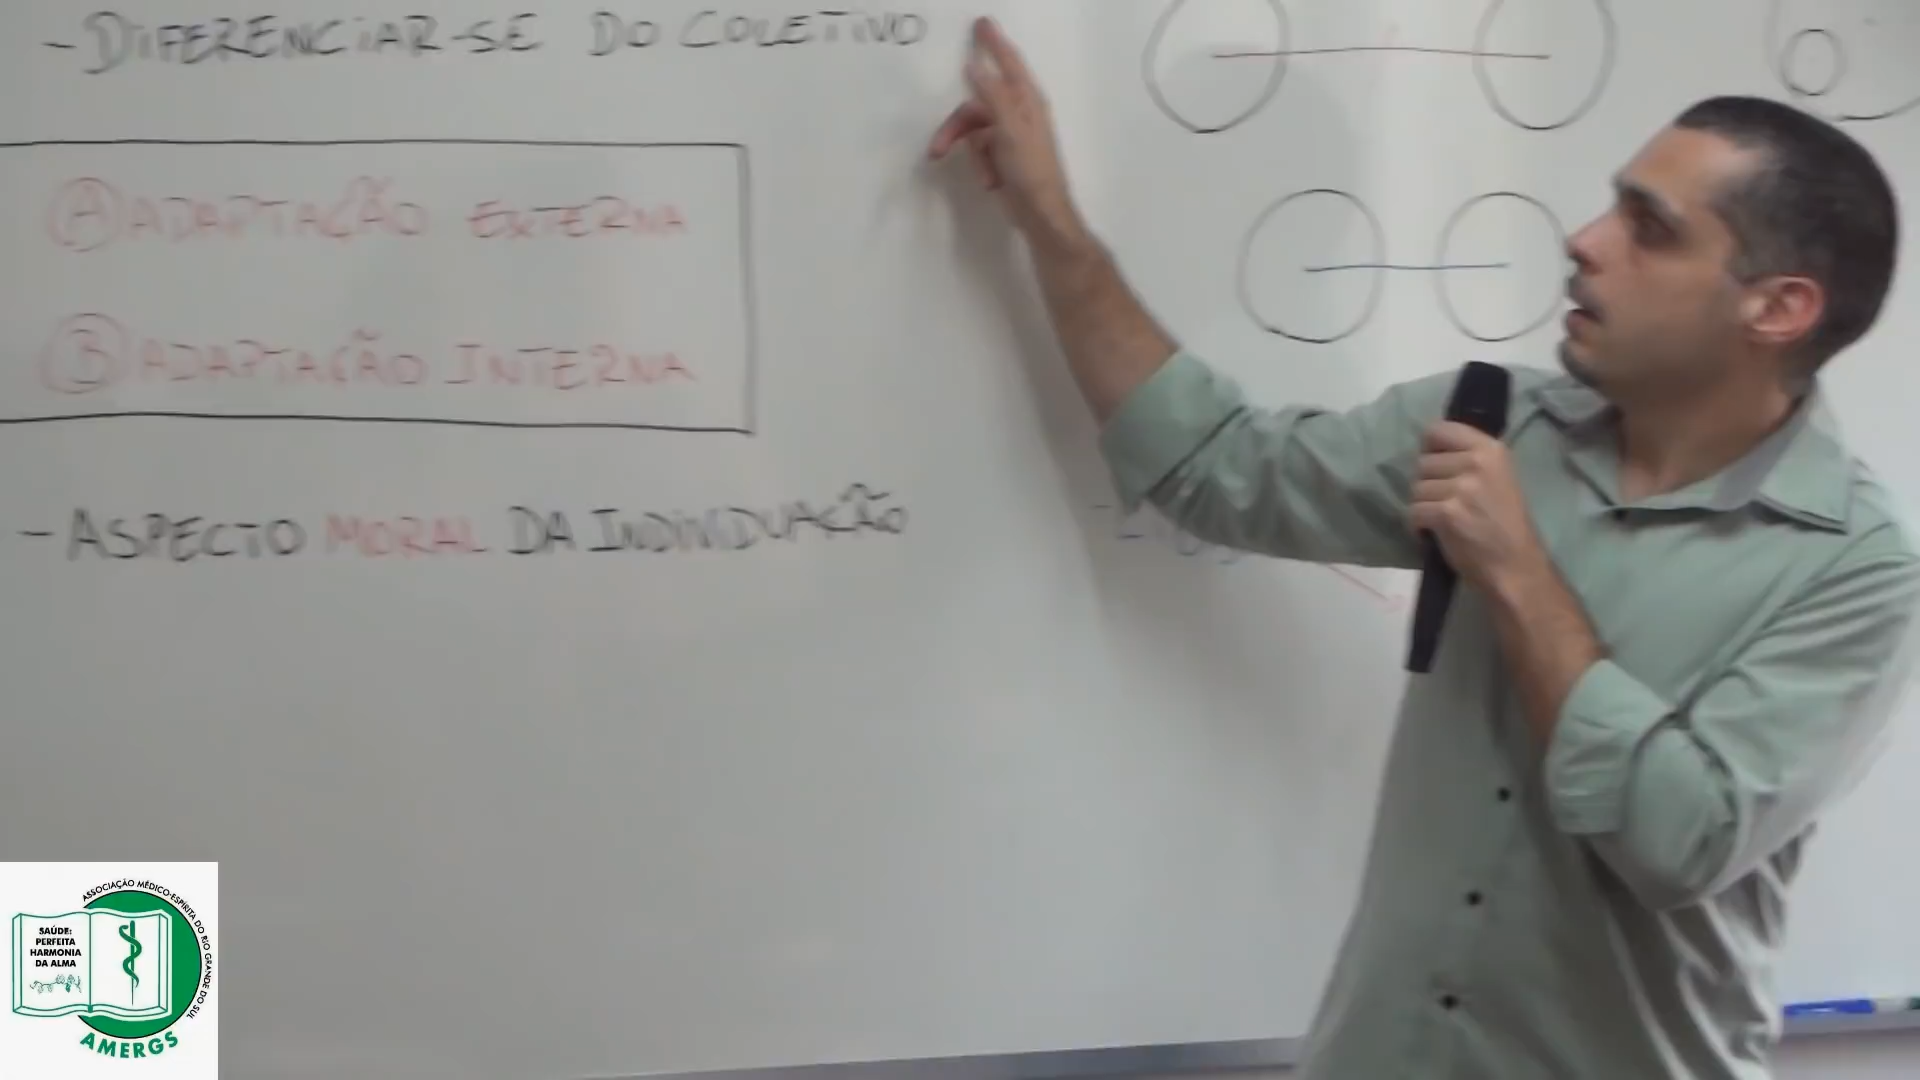 - DIFERENCIAR-SE DO COLETIVO
A ADAPTAÇÃO EXTERNA
B ADAPTAÇÃO INTERNA
- ASPECTO MORAL DA INDIVIDUAÇÃO
ASSOCIAÇÃO MÉDICO-ESPÍRITA DO RIO GRANDE DO SUL
SAÚDE:
PERFEITA
HARMONIA
DA ALMA
AMERGS